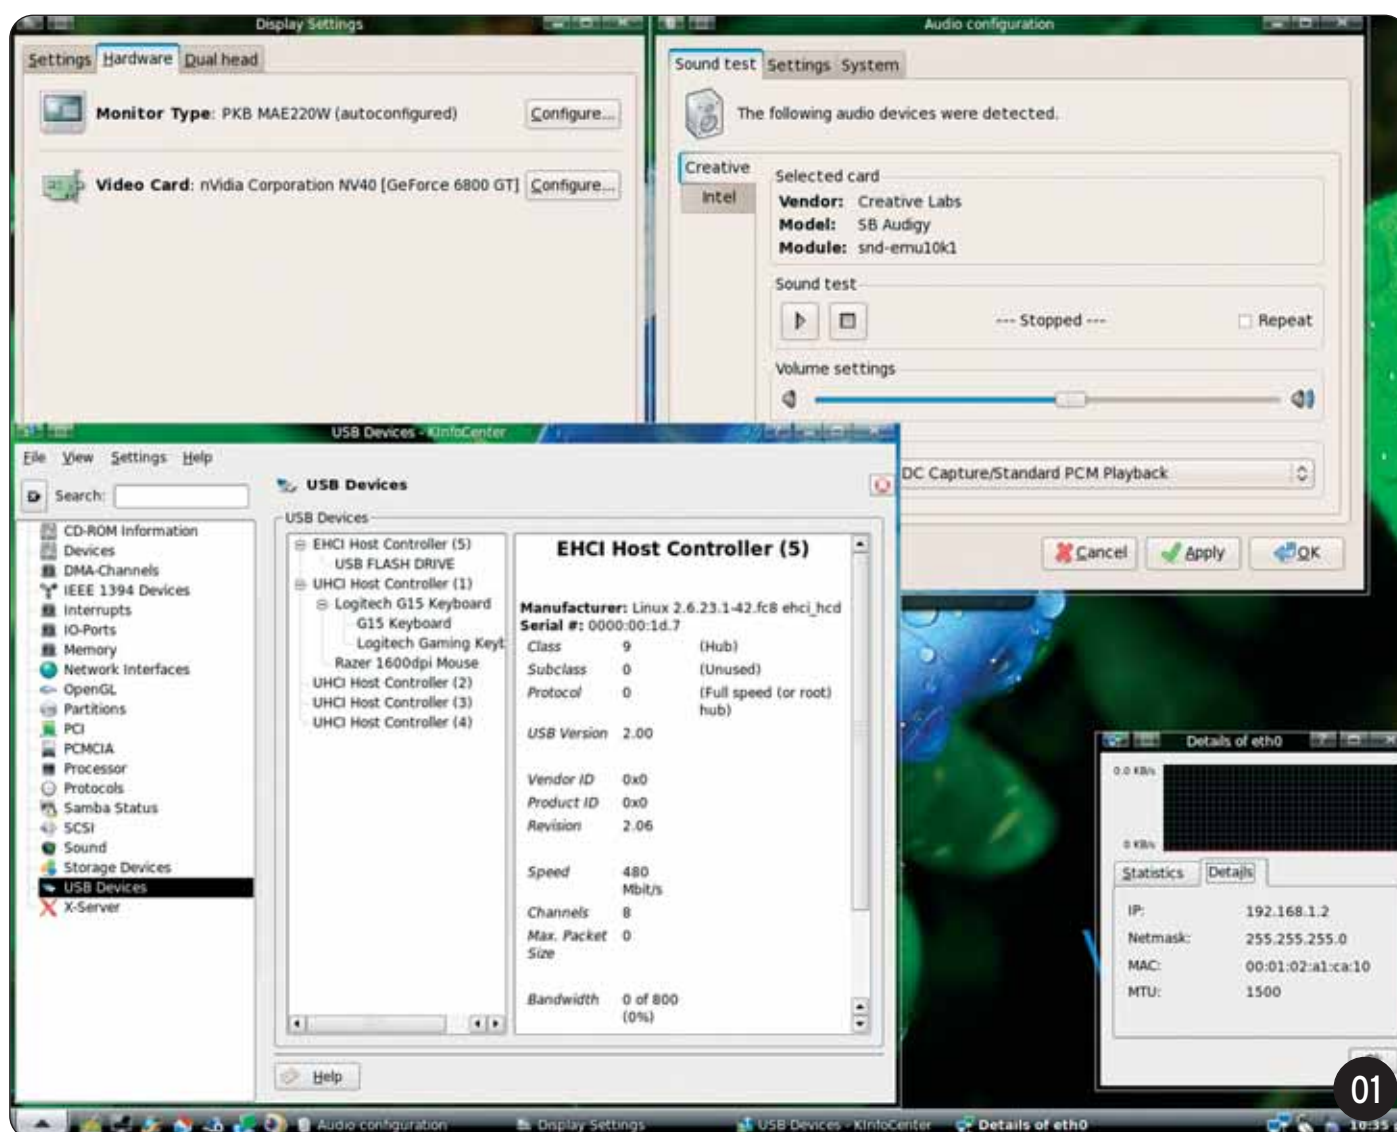 Display Settings
Settings Hardware Dual head
Monitor Type: PKB MAE220W (autoconfigured) Configure...
Video Card: nVidia Corporation NV40 [GeForce 6800 GT] Configure...
Audio configuration
Sound test Settings System
The following audio devices were detected.
Creative
Intel
Selected card
Vendor: Creative Labs
Model: SB Audigy
Module: snd-emu10k1
Sound test
--- Stopped --- Repeat
Volume settings
DC Capture/Standard PCM Playback
Cancel Apply OK
USB Devices - KInfoCenter
File View Settings Help
Search:
CD-ROM Information
Devices
DMA-Channels
IEEE 1394 Devices
Interrupts
IO-Ports
Memory
Network Interfaces
OpenGL
Partitions
PCI
PCMCIA
Processor
Protocols
Samba Status
SCSI
Sound
Storage Devices
USB Devices
X-Server
USB Devices
USB Devices
EHCI Host Controller (5)
USB FLASH DRIVE
UHCI Host Controller (1)
Logitech G15 Keyboard
G15 Keyboard
Logitech Gaming Keyt
Razer 1600dpi Mouse
UHCI Host Controller (2)
UHCI Host Controller (3)
UHCI Host Controller (4)
EHCI Host Controller (5)
Manufacturer: Linux 2.6.23.1-42.fc8 ehci_hcd
Serial #: 0000:00:1d.7
Class 9 (Hub)
Subclass 0 (Unused)
Protocol 0 (Full speed (or root)
hub)
USB Version 2.00
Vendor ID 0x0
Product ID 0x0
Revision 2.06
Speed 480
Mbit/s
Channels 8
Max. Packet 0
Size
Bandwidth 0 of 800
(0%)
Help
Details of eth0
0.0 KB/s
0 KB/s
Statistics Details
IP: 192.168.1.2
Netmask: 255.255.255.0
MAC: 00:01:02:a1:ca:10
MTU: 1500
01
Audio configuration Display Settings USB Devices - KInfoCenter Details of eth0 10:35